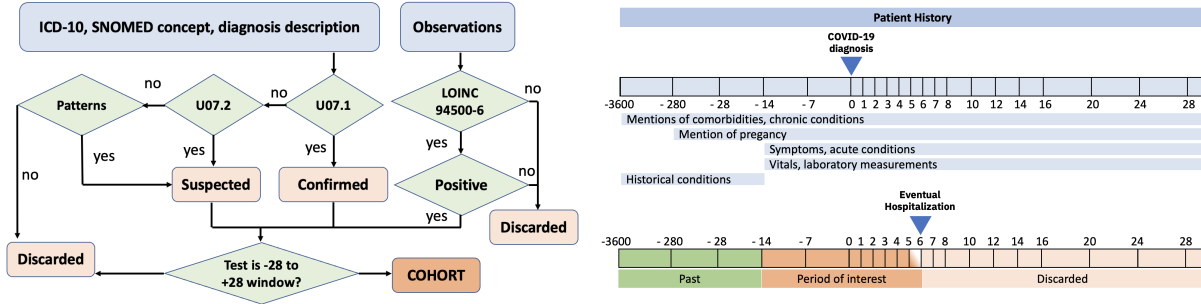 ICD-10, SNOMED concept, diagnosis description
Observations
no
no
no
Patterns
U07.2
U07.1
LOINC
94500-6
yes
yes
yes
yes
no
no
Suspected
Confirmed
Positive
yes
Discarded
Discarded
Test is -28 to
+28 window?
COHORT
Patient History
COVID-19
diagnosis
-3600 - 280 - 28 - 14 - 7 0 1 2 3 4 5 6 7 8 10 12 14 16 20 24 28
Mentions of comorbidities, chronic conditions
Mention of pregancy
Symptoms, acute conditions
Vitals, laboratory measurements
Historical conditions
Eventual
Hospitalization
-3600 - 280 - 28 - 14 - 7 0 1 2 3 4 5 6 7 8 10 12 14 16 20 24 28
Past
Period of interest
Discarded